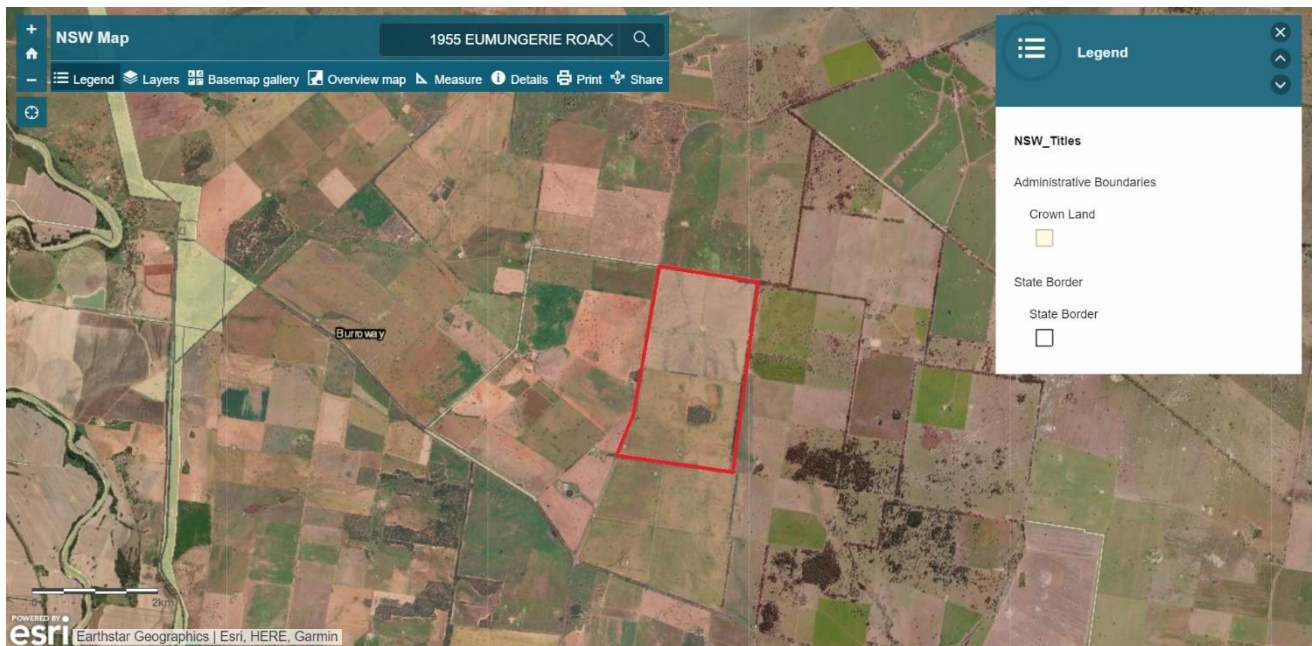 NSW Map
1955 EUMUNGERIE ROAD
Legend Layers Basemap gallery Overview map Measure Details Print Share
Legend
NSW_Titles
Administrative Boundaries
Crown Land
State Border
State Border
Burroway
0 2km
POWERED BY
esri
Earthstar Geographics | Esri, HERE, Garmin